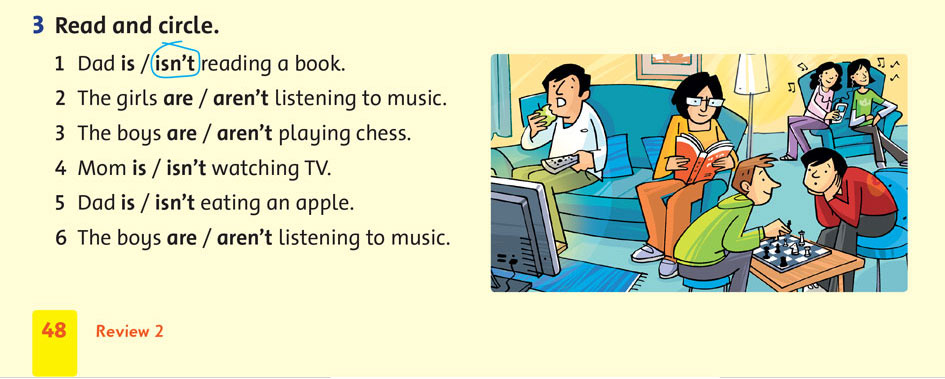 3 Read and circle.
1 Dad is / isn't reading a book.
2 The girls are / aren't listening to music.
3 The boys are / aren't playing chess.
4 Mom is / isn't watching TV.
5 Dad is / isn't eating an apple.
6 The boys are / aren't listening to music.
48 Review 2